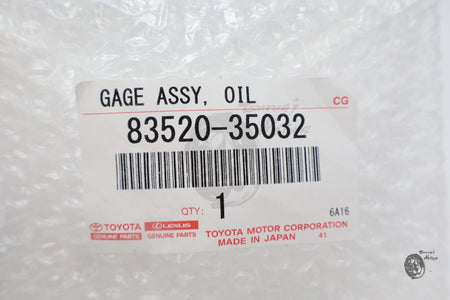 GAGE ASSY, OIL
CG
83520-35032
QTY: 1
6A16
TOYOTA
GENUINE PARTS
LEXUS
GENUINE PARTS
TOYOTA MOTOR CORPORATION
MADE IN JAPAN 41